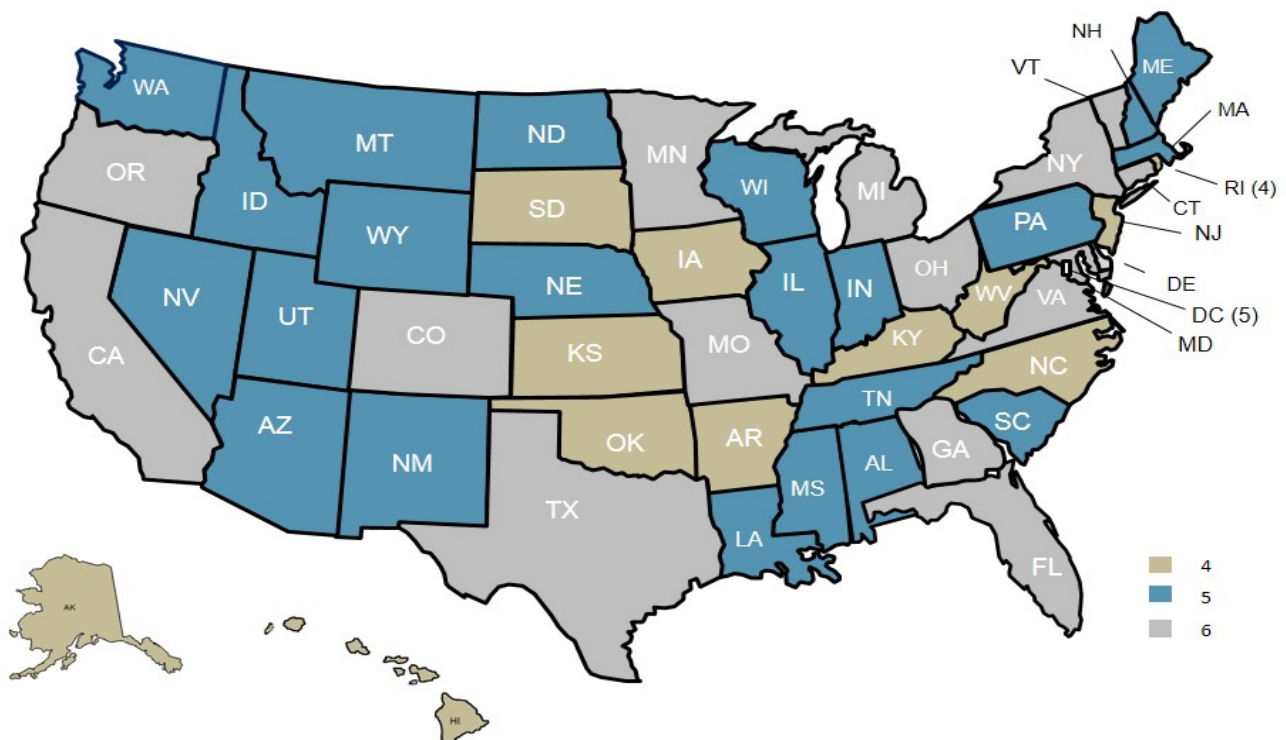 NH
VT
ME
WA
MA
MT
ND
MN
OR
NY
MI
RI (4)
ID
WI
CT
SD
WY
PA
NJ
IA
OH
DE
NE
IL
IN
WV
NV
VA
UT
DC (5)
CO
MD
CA
KS
MO
KY
NC
TN
AZ
SC
OK
AR
NM
GA
AL
MS
TX
LA
FL
4
5
6
AK
HI